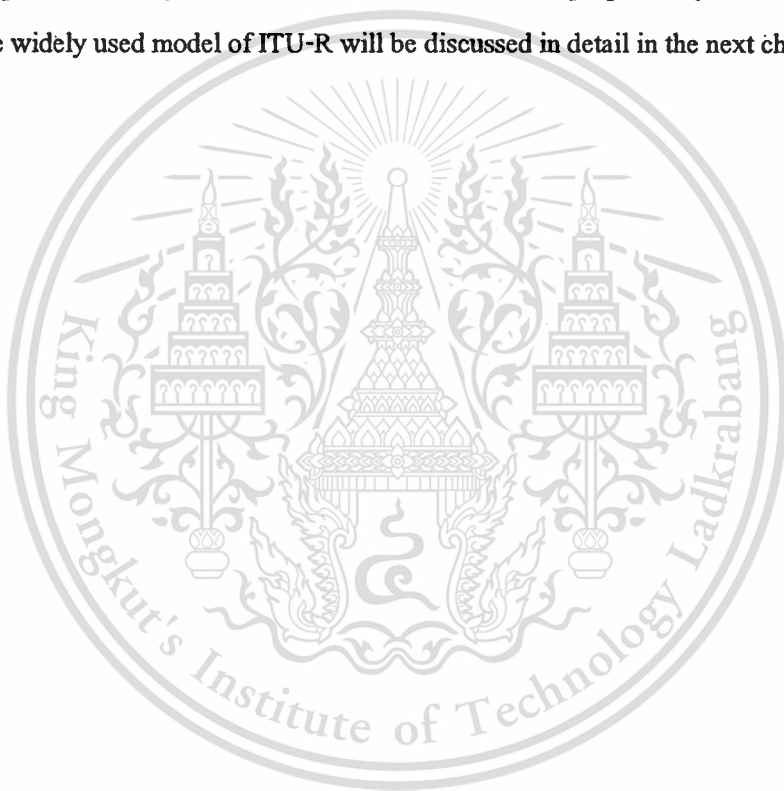 e widely used model of ITU-R will be discussed in detail in the next ch
King Mongkut's Institute of Technology Ladkrabang